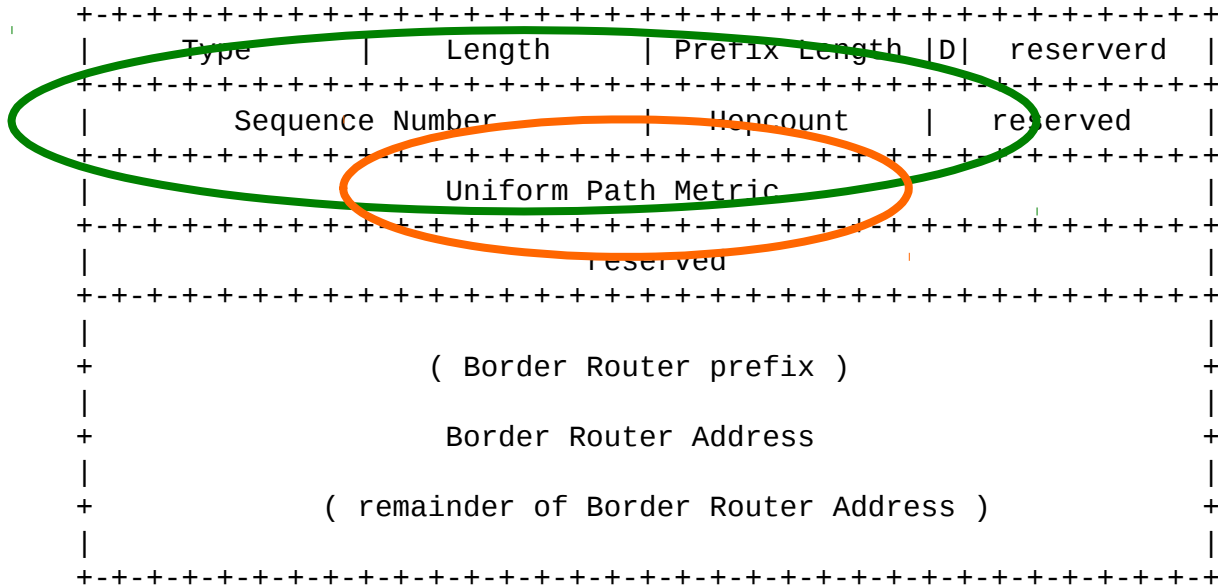 +-+-+-+-+-+-+-+-+-+-+-+-+-+-+-+-+-+-+-+-+-+-+-+-+-+-+-+-+-+-+-+-+
|     Type      |    Length     | Prefix Length |D|  reserverd  |
+-+-+-+-+-+-+-+-+-+-+-+-+-+-+-+-+-+-+-+-+-+-+-+-+-+-+-+-+-+-+-+-+
|        Sequence Number        |   Hopcount    |   reserved    |
+-+-+-+-+-+-+-+-+-+-+-+-+-+-+-+-+-+-+-+-+-+-+-+-+-+-+-+-+-+-+-+-+
|                    Uniform Path Metric                        |
+-+-+-+-+-+-+-+-+-+-+-+-+-+-+-+-+-+-+-+-+-+-+-+-+-+-+-+-+-+-+-+-+
|                            reserved                           |
+-+-+-+-+-+-+-+-+-+-+-+-+-+-+-+-+-+-+-+-+-+-+-+-+-+-+-+-+-+-+-+-+
|                                                               |
+                   ( Border Router prefix )                    +
|                                                               |
+                    Border Router Address                      +
|                                                               |
+             ( remainder of Border Router Address )            +
|                                                               |
+-+-+-+-+-+-+-+-+-+-+-+-+-+-+-+-+-+-+-+-+-+-+-+-+-+-+-+-+-+-+-+-+